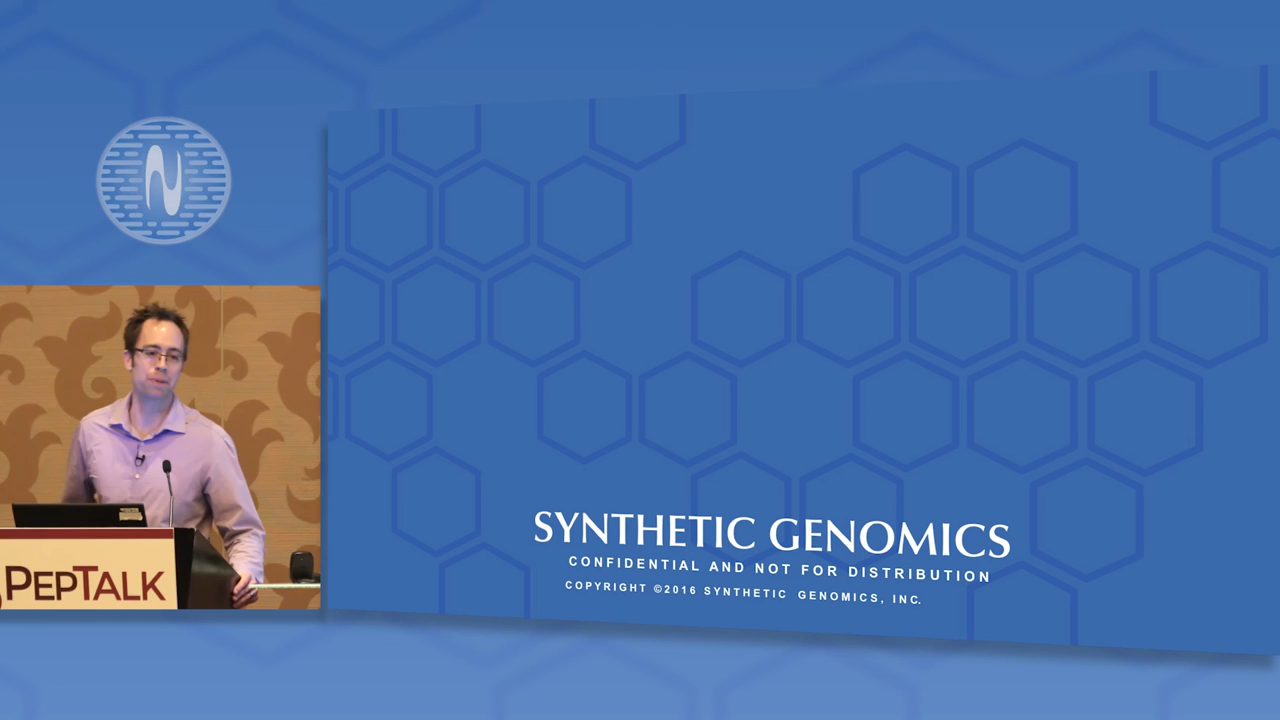 N
PEPTALK
SYNTHETIC GENOMICS
CONFIDENTIAL AND NOT FOR DISTRIBUTION
COPYRIGHT ©2016 SYNTHETIC GENOMICS, INC.